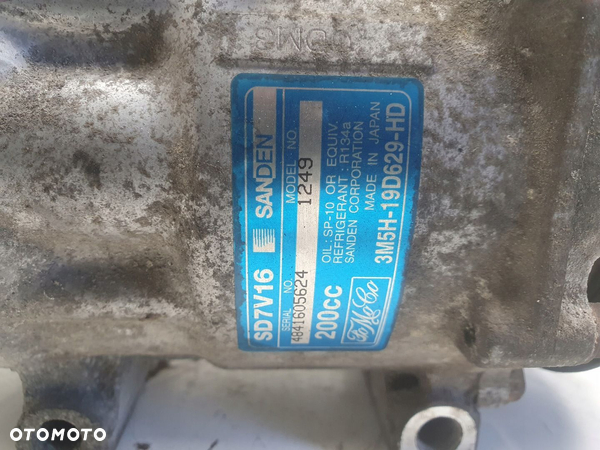 SD7V16 SANDEN
SERIAL NO. MODEL NO.
4841605624 1249
200CC OIL: SP-10 OR EQUIV.
REFRIGERANT : R134a
SANDEN CORPORATION
FoMoCo MADE IN JAPAN
3M5H-19D629-HD
OTOMOTO